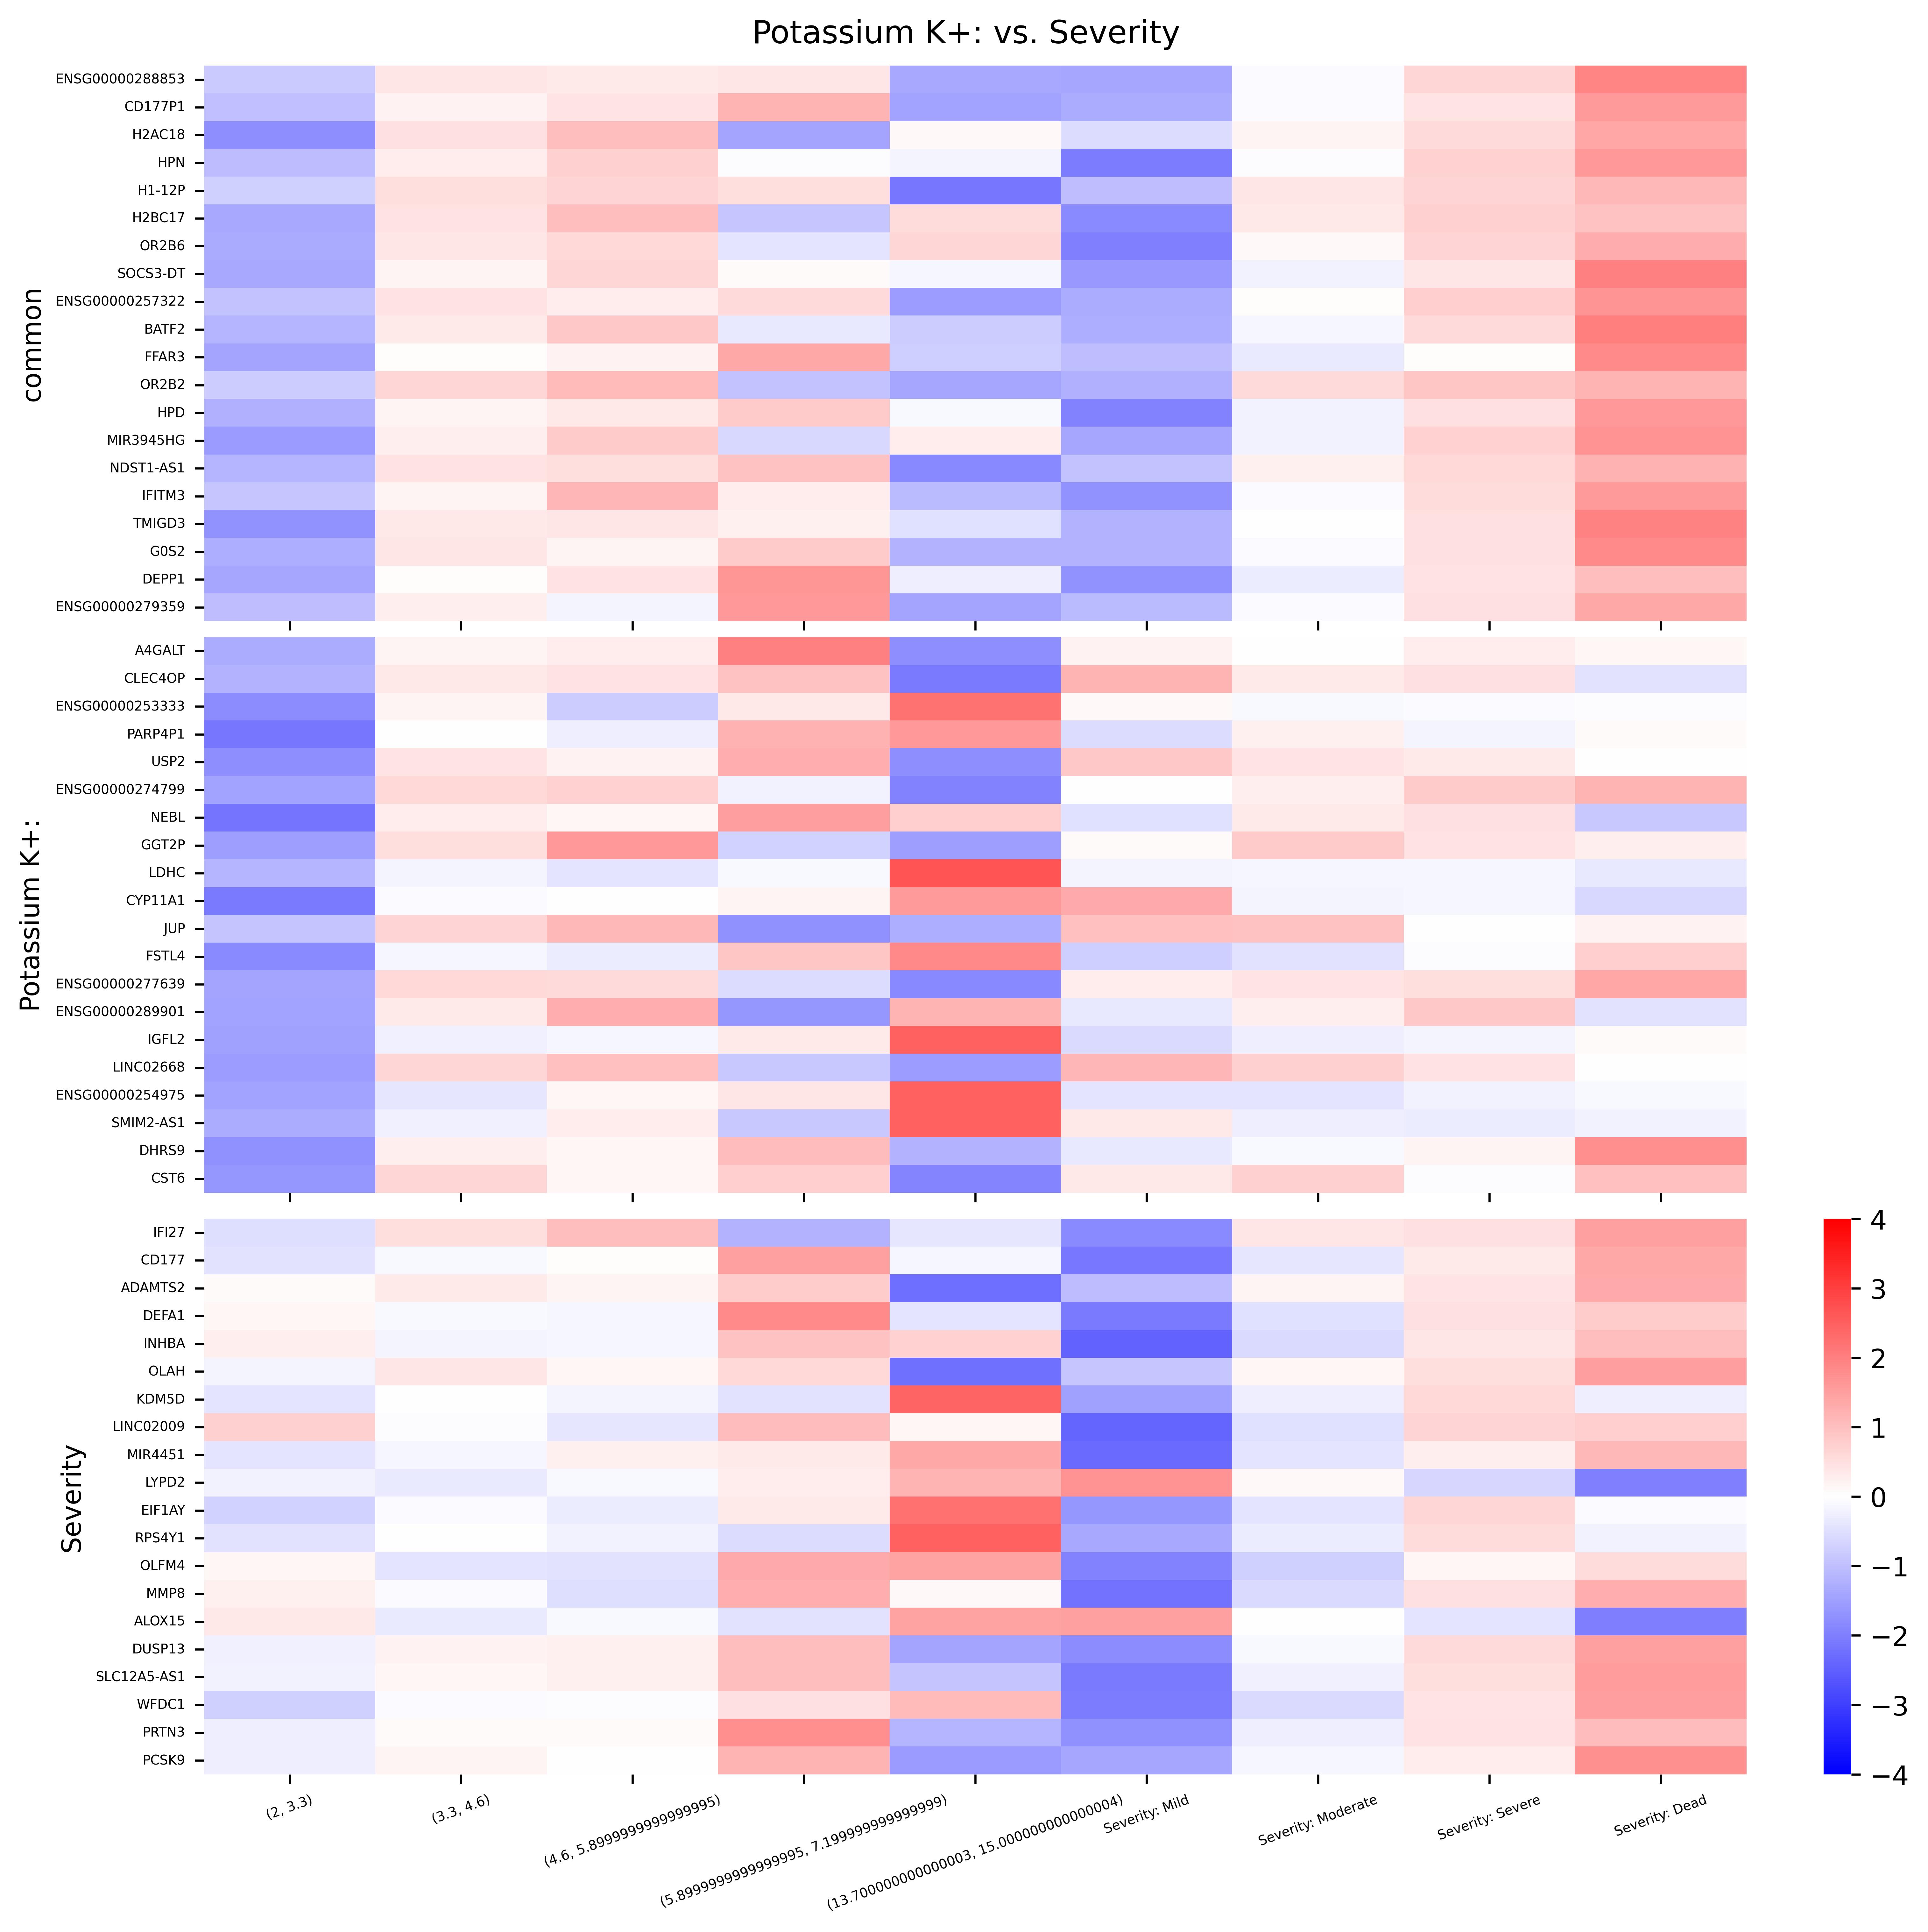 Potassium K+: vs. Severity
common
ENSG00000288853
CD177P1
H2AC18
HPN
H1-12P
H2BC17
OR2B6
SOCS3-DT
ENSG00000257322
BATF2
FFAR3
OR2B2
HPD
MIR3945HG
NDST1-AS1
IFITM3
TMIGD3
G0S2
DEPP1
ENSG00000279359
Potassium K+:
A4GALT
CLEC4OP
ENSG00000253333
PARP4P1
USP2
ENSG00000274799
NEBL
GGT2P
LDHC
CYP11A1
JUP
FSTL4
ENSG00000277639
ENSG00000289901
IGFL2
LINC02668
ENSG00000254975
SMIM2-AS1
DHRS9
CST6
Severity
IFI27
CD177
ADAMTS2
DEFA1
INHBA
OLAH
KDM5D
LINC02009
MIR4451
LYPD2
EIF1AY
RPS4Y1
OLFM4
MMP8
ALOX15
DUSP13
SLC12A5-AS1
WFDC1
PRTN3
PCSK9
(2, 3.3)
(3.3, 4.6)
(4.6, 5.8999999999999995)
(5.8999999999999995, 7.199999999999999)
(13.700000000000003, 15.000000000000004)
Severity: Mild
Severity: Moderate
Severity: Severe
Severity: Dead
4
3
2
1
0
−1
−2
−3
−4